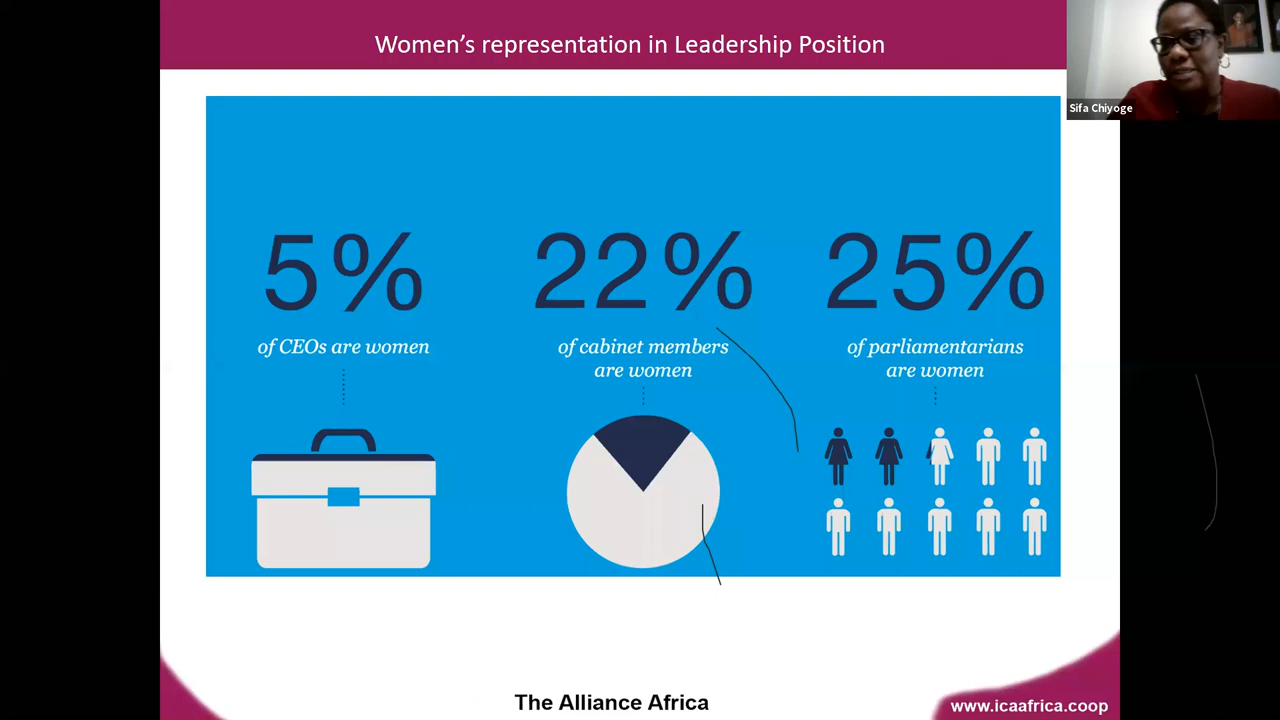 Women's representation in Leadership Position
Sifa Chiyoge
5%
of CEOs are women
22%
of cabinet members
are women
25%
of parliamentarians
are women
The Alliance Africa
www.icaafrica.coop